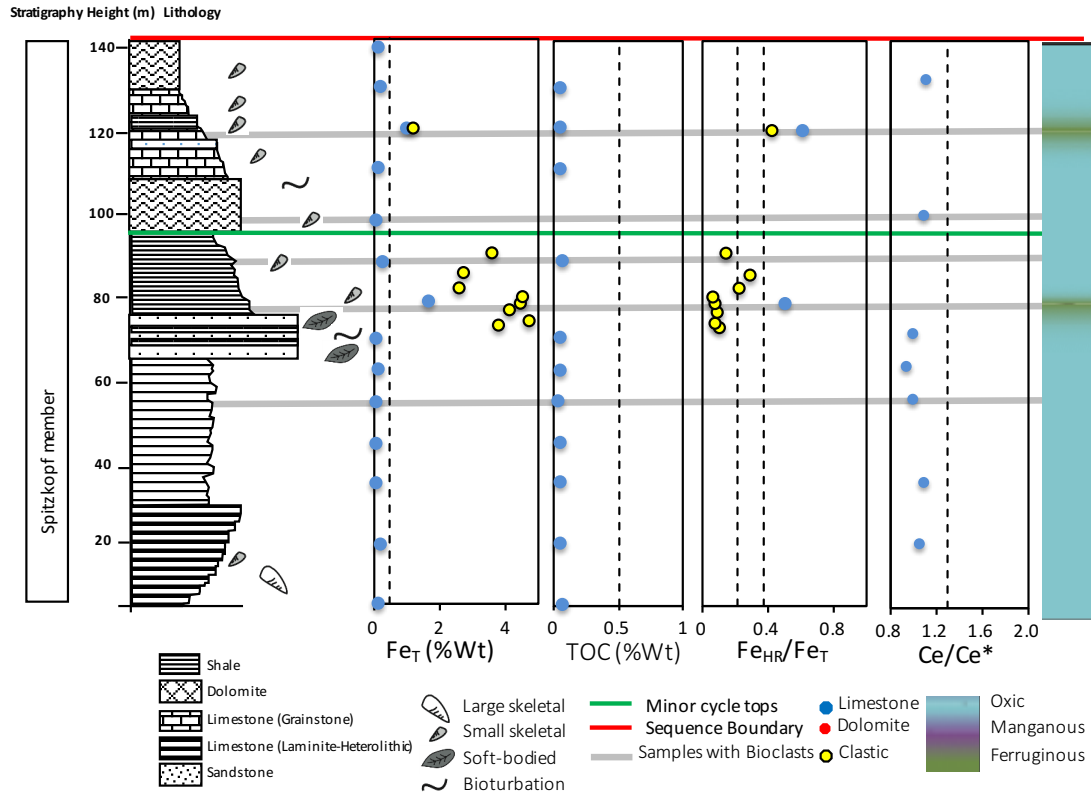 Stratigraphy Height (m) Lithology
Spitzkopf member
140
120
100
80
60
40
20
0 2 4
Fe_T (%Wt)
0 0.5 1
TOC (%Wt)
0 0.4 0.8
Fe_HR/Fe_T
0.8 1.2 1.6 2.0
Ce/Ce*
Shale
Dolomite
Limestone (Grainstone)
Limestone (Laminite-Heterolithic)
Sandstone
Large skeletal
Small skeletal
Soft-bodied
Bioturbation
Minor cycle tops
Sequence Boundary
Samples with Bioclasts
Limestone
Dolomite
Clastic
Oxic
Manganous
Ferruginous